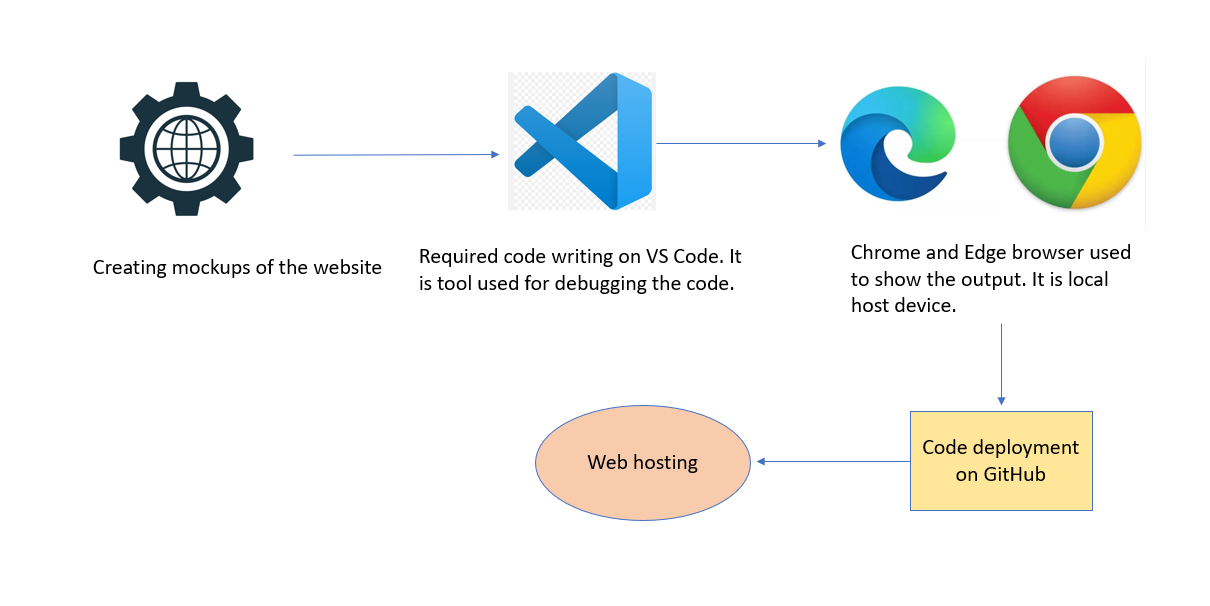 Creating mockups of the website
Required code writing on VS Code. It
is tool used for debugging the code.
Chrome and Edge browser used
to show the output. It is local
host device.
Web hosting
Code deployment
on GitHub